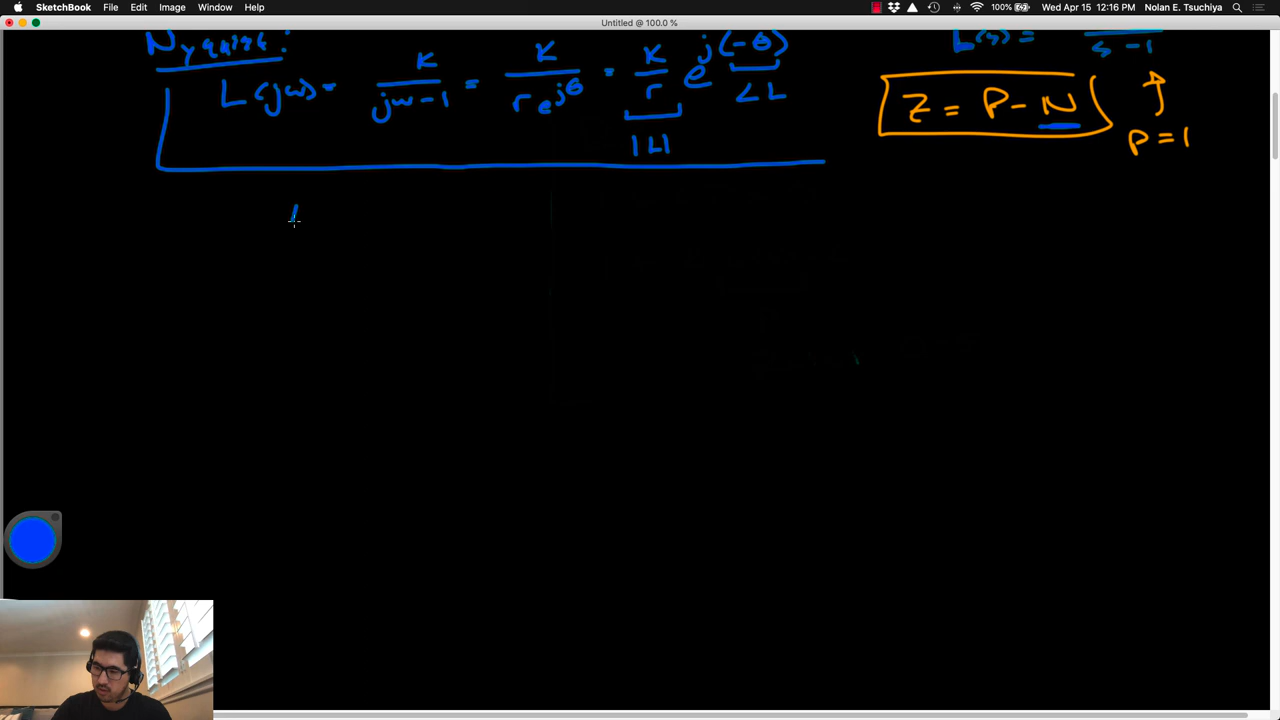 SketchBook File Edit Image Window Help 100% Wed Apr 15 12:16 PM Nolan E. Tsuchiya
Untitled @ 100.0 %
Nyquist:
L(jω) = K / (jω-1) = K / (r e^{jθ}) = K/r e^{j(-θ)}
|L| ∠L
L(s) = / s-1
Z = P - N
P = 1